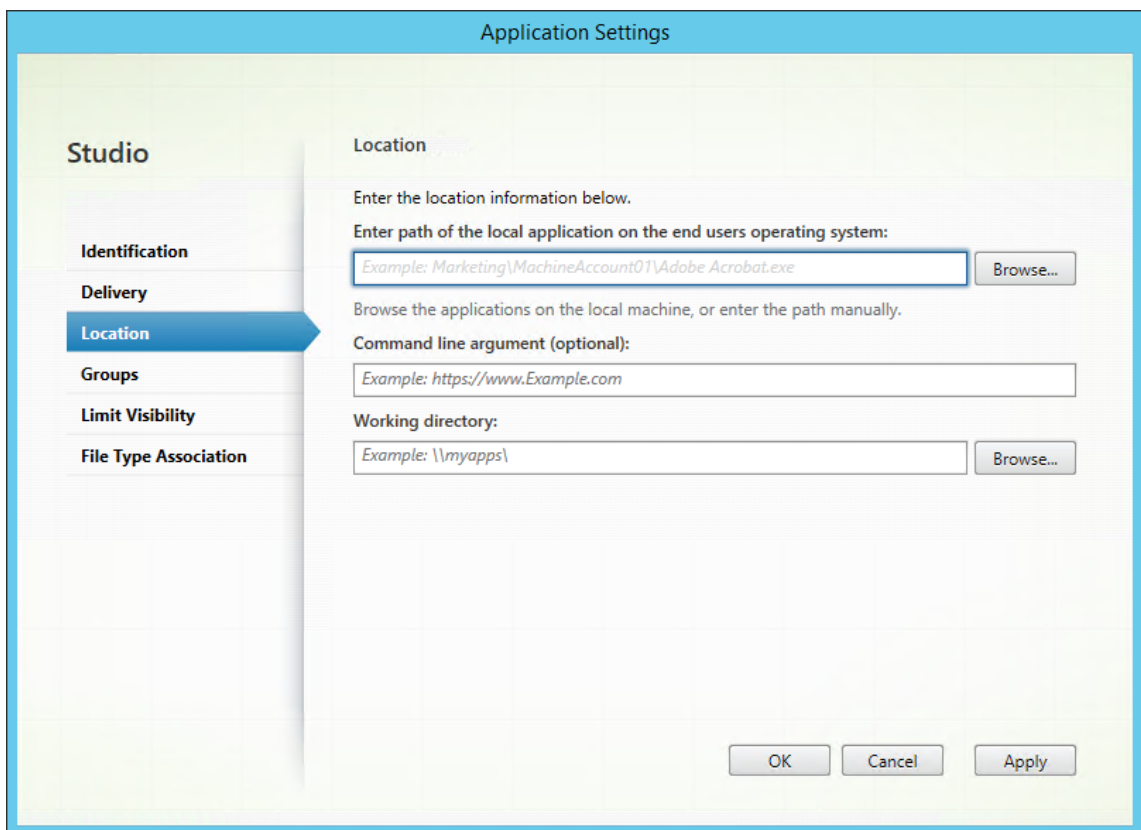 Application Settings
Studio
Identification
Delivery
Location
Groups
Limit Visibility
File Type Association
Location
Enter the location information below.
Enter path of the local application on the end users operating system:
Example: Marketing\MachineAccount01\Adobe Acrobat.exe
Browse...
Browse the applications on the local machine, or enter the path manually.
Command line argument (optional):
Example: https://www.Example.com
Working directory:
Example: \\myapps\
Browse...
OK
Cancel
Apply